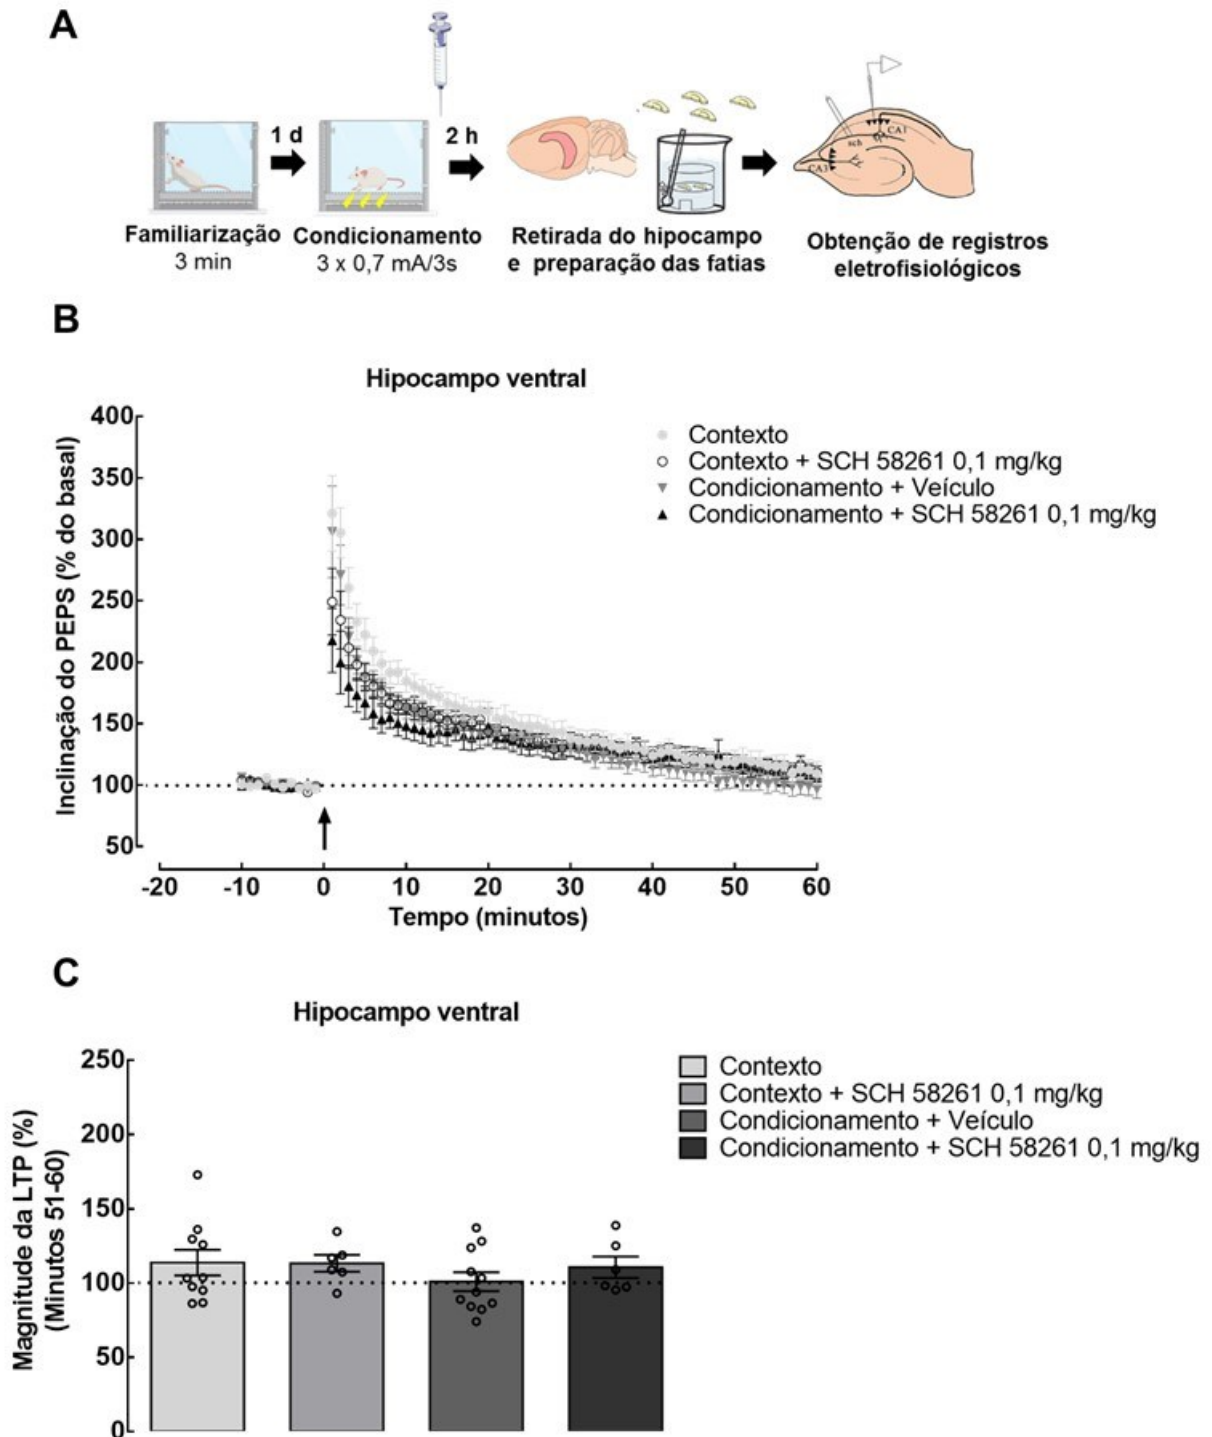 A
1 d
2 h
CA1
sch
CA3
Familiarização
3 min
Condicionamento
3 x 0,7 mA/3s
Retirada do hipocampo
e preparação das fatias
Obtenção de registros
eletrofisiológicos
B
Hipocampo ventral
Inclinação do PEPS (% do basal)
400
350
300
250
200
150
100
50
Contexto
Contexto + SCH 58261 0,1 mg/kg
Condicionamento + Veículo
Condicionamento + SCH 58261 0,1 mg/kg
-20 -10 0 10 20 30 40 50 60
Tempo (minutos)
C
Hipocampo ventral
Magnitude da LTP (%)
(Minutos 51-60)
250
200
150
100
50
0
Contexto
Contexto + SCH 58261 0,1 mg/kg
Condicionamento + Veículo
Condicionamento + SCH 58261 0,1 mg/kg